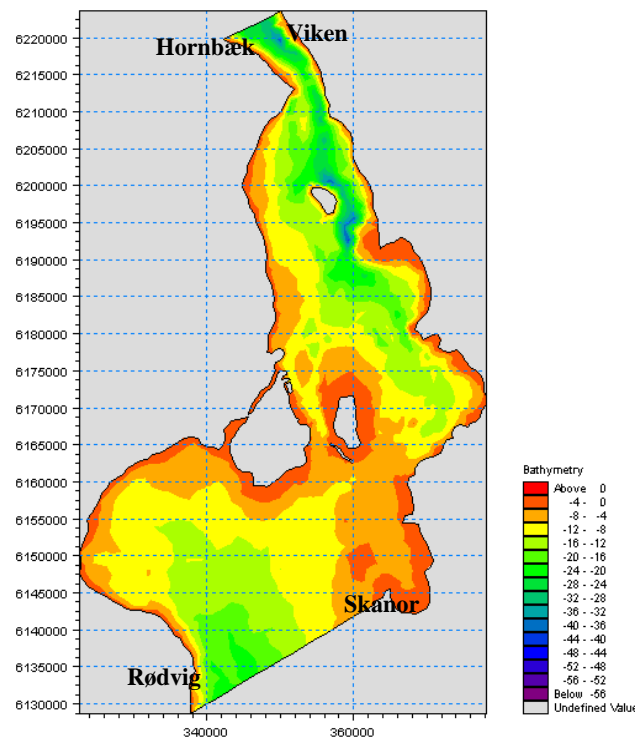 Viken
Hornbæk
6220000
6215000
6210000
6205000
6200000
6195000
6190000
6185000
6180000
6175000
6170000
6165000
6160000
6155000
6150000
6145000
6140000
6135000
6130000
Skanor
Rødvig
340000 360000
Bathymetry
Above 0
-4 - 0
-8 - -4
-12 - -8
-16 - -12
-20 - -16
-24 - -20
-28 - -24
-32 - -28
-36 - -32
-40 - -36
-44 - -40
-48 - -44
-52 - -48
-56 - -52
Below -56
Undefined Value